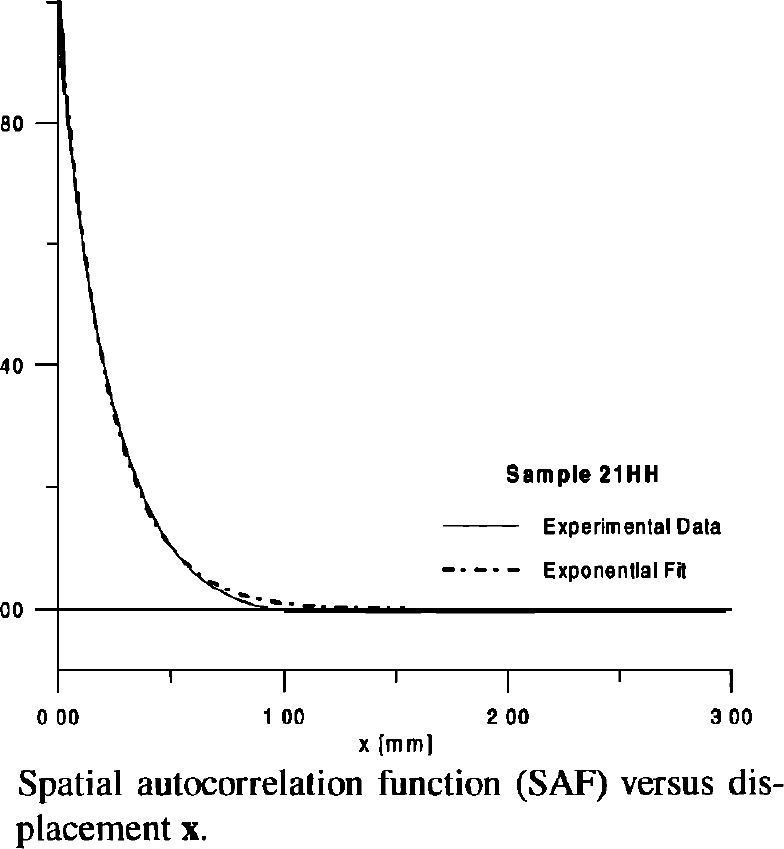 80
40
00
Sample 21HH
Experimental Data
Exponential Fit
0 00 1 00 2 00 3 00
x [mm]
Spatial autocorrelation function (SAF) versus dis-
placement x.